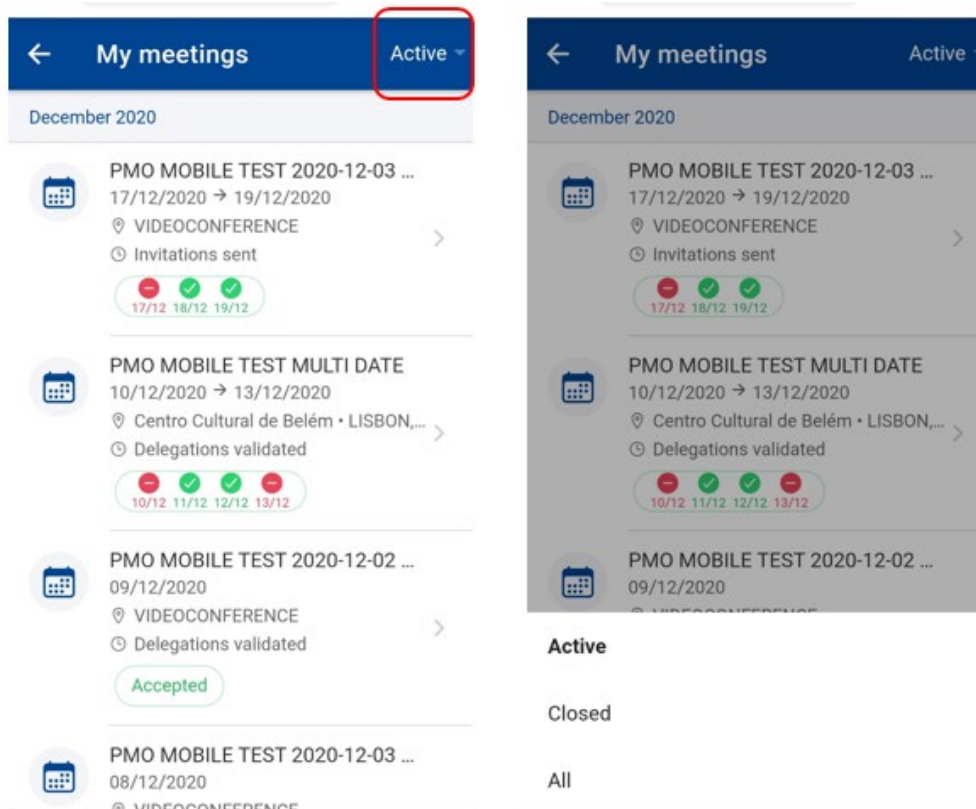 My meetings
Active
December 2020
PMO MOBILE TEST 2020-12-03 ...
17/12/2020 → 19/12/2020
VIDEOCONFERENCE
Invitations sent
17/12 18/12 19/12
PMO MOBILE TEST MULTI DATE
10/12/2020 → 13/12/2020
Centro Cultural de Belém • LISBON,...
Delegations validated
10/12 11/12 12/12 13/12
PMO MOBILE TEST 2020-12-02 ...
09/12/2020
VIDEOCONFERENCE
Delegations validated
Accepted
PMO MOBILE TEST 2020-12-03 ...
08/12/2020
VIDEOCONFERENCE
My meetings
Active
December 2020
PMO MOBILE TEST 2020-12-03 ...
17/12/2020 → 19/12/2020
VIDEOCONFERENCE
Invitations sent
17/12 18/12 19/12
PMO MOBILE TEST MULTI DATE
10/12/2020 → 13/12/2020
Centro Cultural de Belém • LISBON,...
Delegations validated
10/12 11/12 12/12 13/12
PMO MOBILE TEST 2020-12-02 ...
09/12/2020
VIDEOCONFERENCE
Active
Closed
All